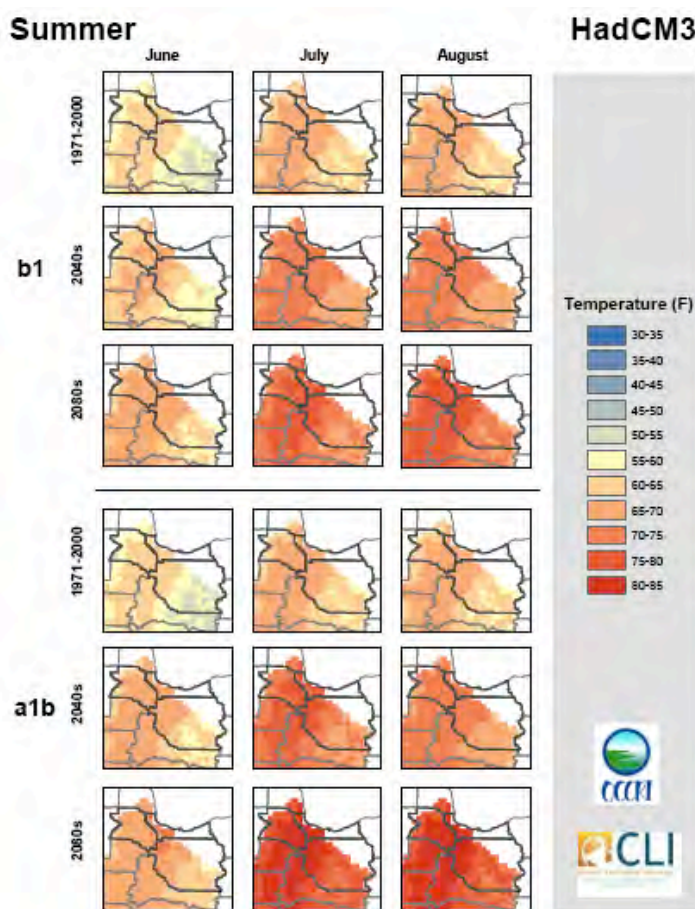 Summer
HadCM3
June
July
August
1971-2000
b1
2040s
2080s
1971-2000
a1b
2040s
2080s
Temperature (F)
30-35
35-40
40-45
45-50
50-55
55-60
60-65
65-70
70-75
75-80
80-85
OCCRI
CLI